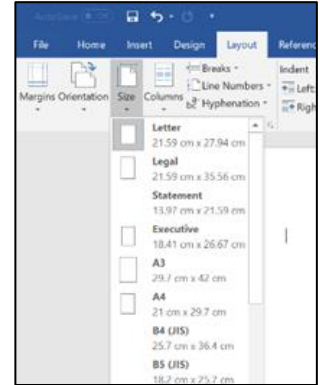 AutoSave
File Home Insert Design Layout Referenc
Margins Orientation Size Columns
Breaks
Line Numbers
Hyphenation
Indent
Left:
Righ
Letter
21.59 cm x 27.94 cm
Legal
21.59 cm x 35.56 cm
Statement
13.97 cm x 21.59 cm
Executive
18.41 cm x 26.67 cm
A3
29.7 cm x 42 cm
A4
21 cm x 29.7 cm
B4 (JIS)
25.7 cm x 36.4 cm
B5 (JIS)
18.2 cm x 25.7 cm